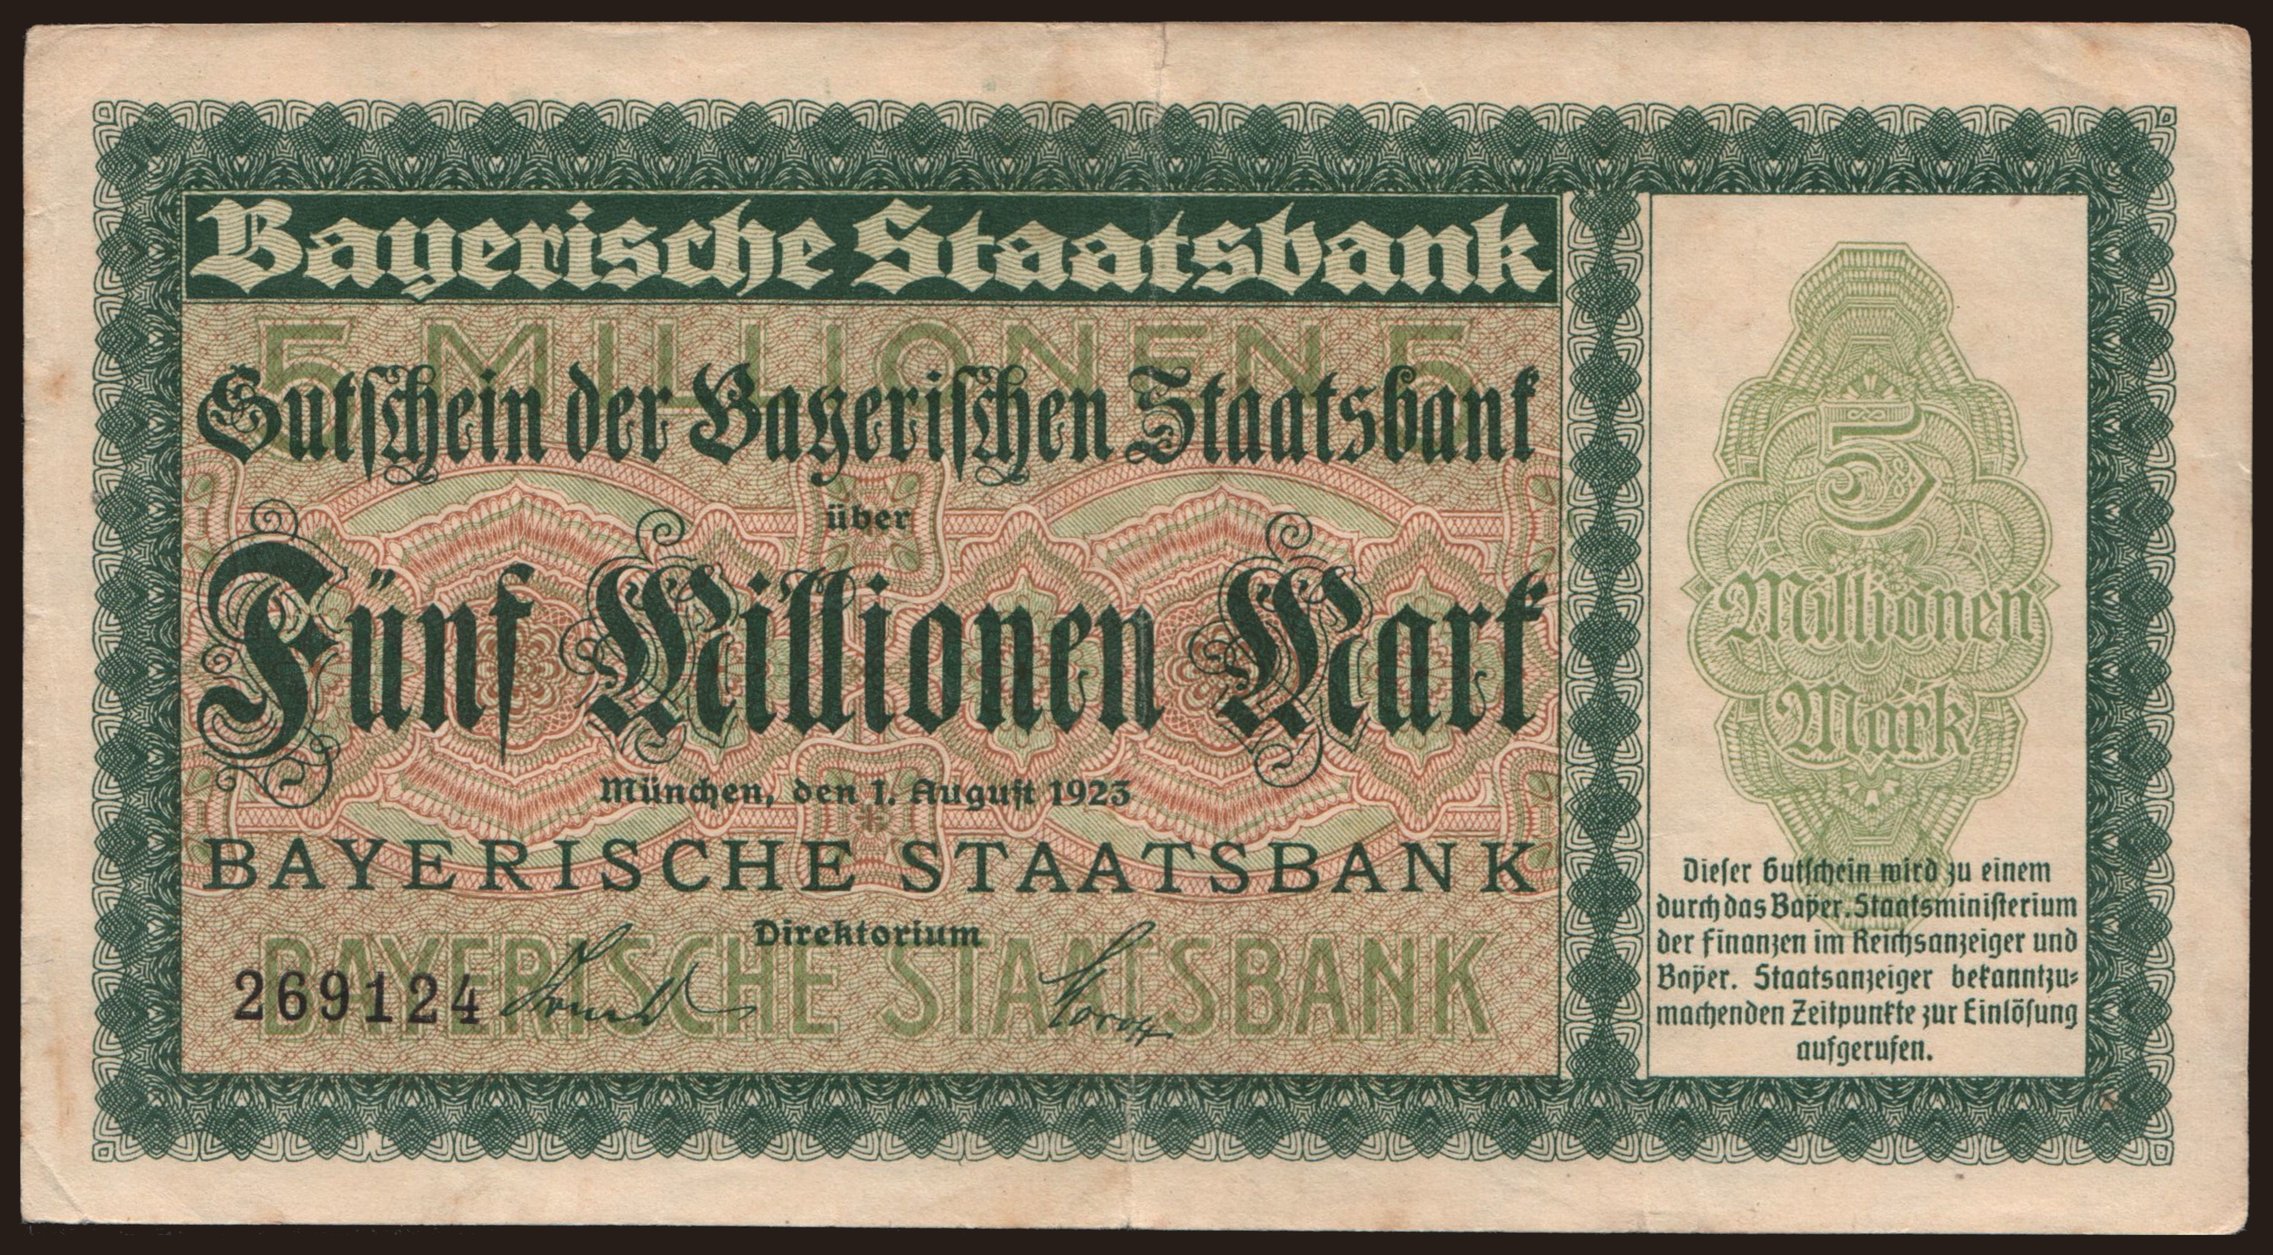 Bayerische Staatsbank
5 MILLIONEN 5
Gutschein der Bayerischen Staatsbank
über
Fünf Millionen Mark
München, den 1. August 1923
BAYERISCHE STAATSBANK
Direktorium
BAYERISCHE STAATSBANK
269124
5
Millionen
Mark
Dieser Gutschein wird zu einem
durch das Bayer. Staatsministerium
der Finanzen im Reichsanzeiger und
Bayer. Staatsanzeiger bekanntzu-
machenden Zeitpunkte zur Einlösung
aufgerufen.